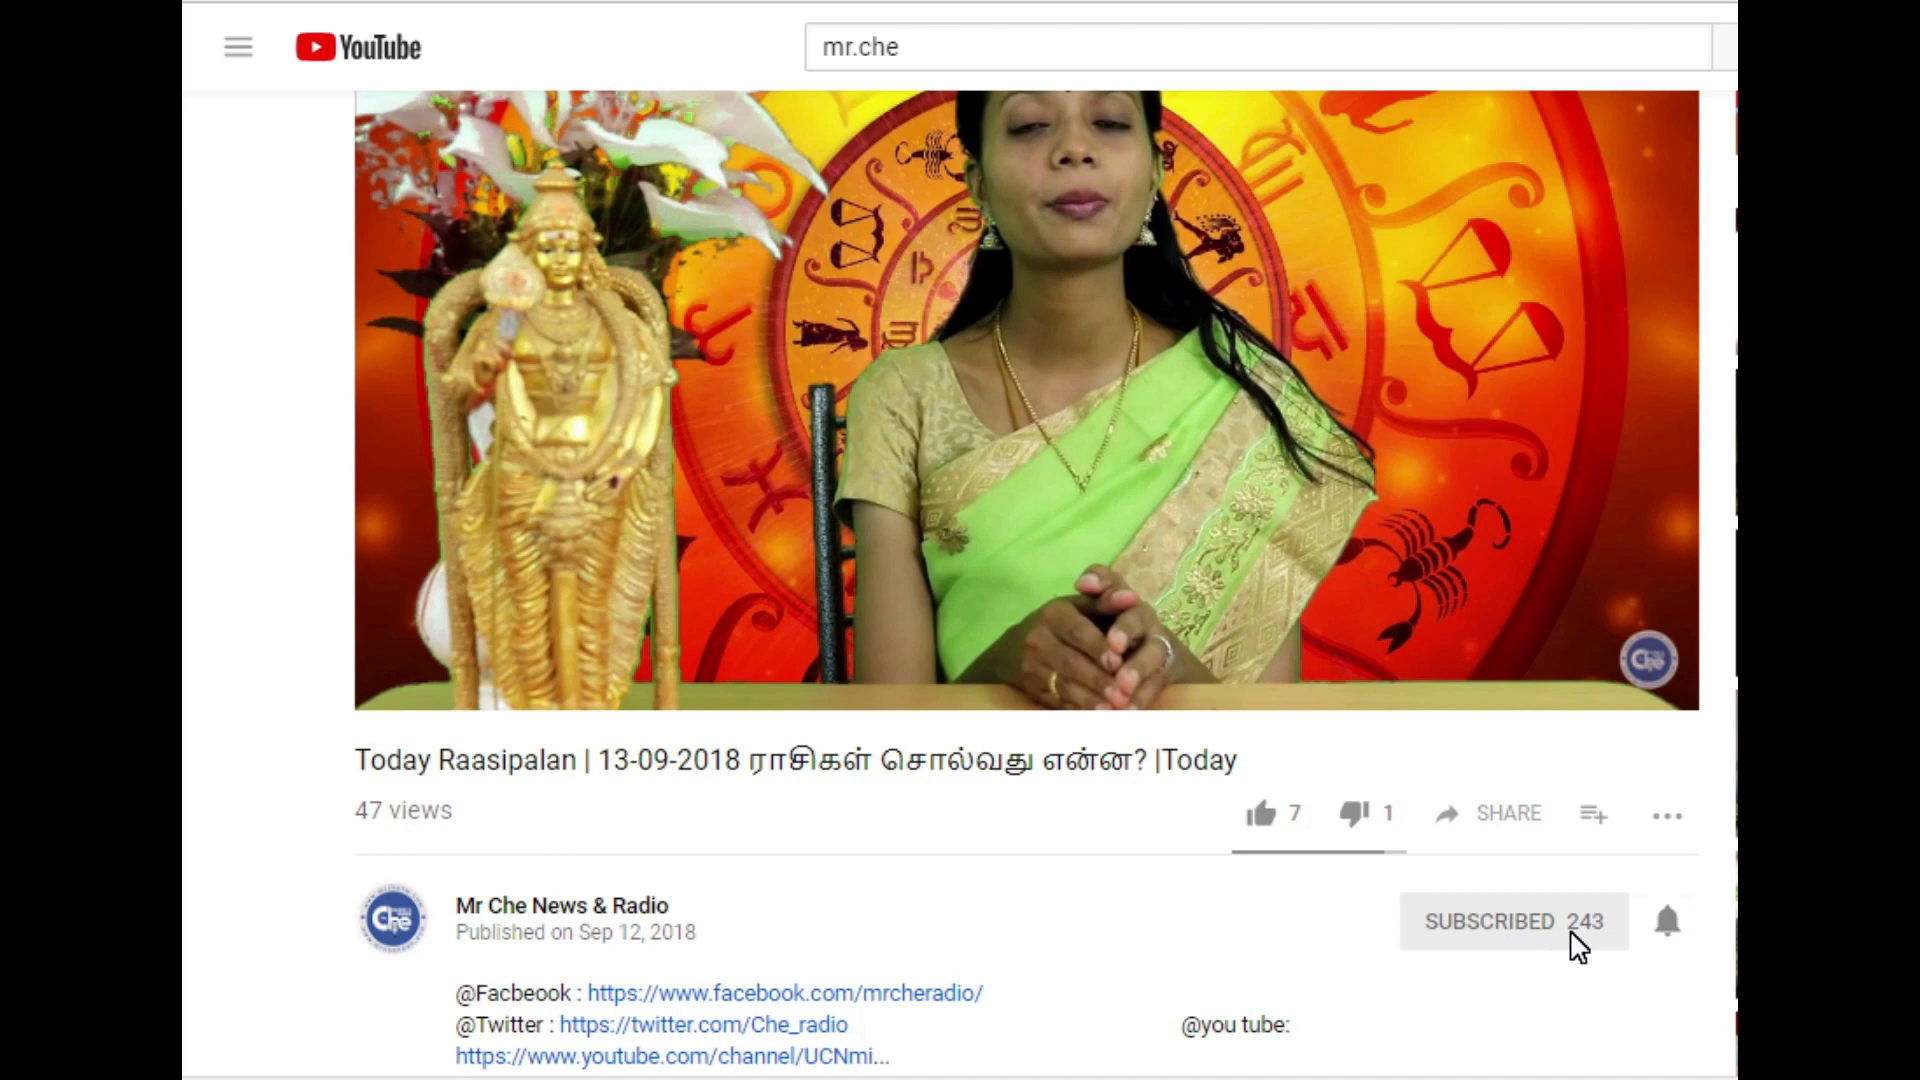 YouTube
mr.che
Che
Today Raasipalan | 13-09-2018 ராசிகள் சொல்வது என்ன? |Today
47 views
7 1 SHARE
Che
Mr Che News & Radio
Published on Sep 12, 2018
SUBSCRIBED 243
@Facbeook : https://www.facebook.com/mrcheradio/
@Twitter : https://twitter.com/Che_radio @you tube:
https://www.youtube.com/channel/UCNmi...